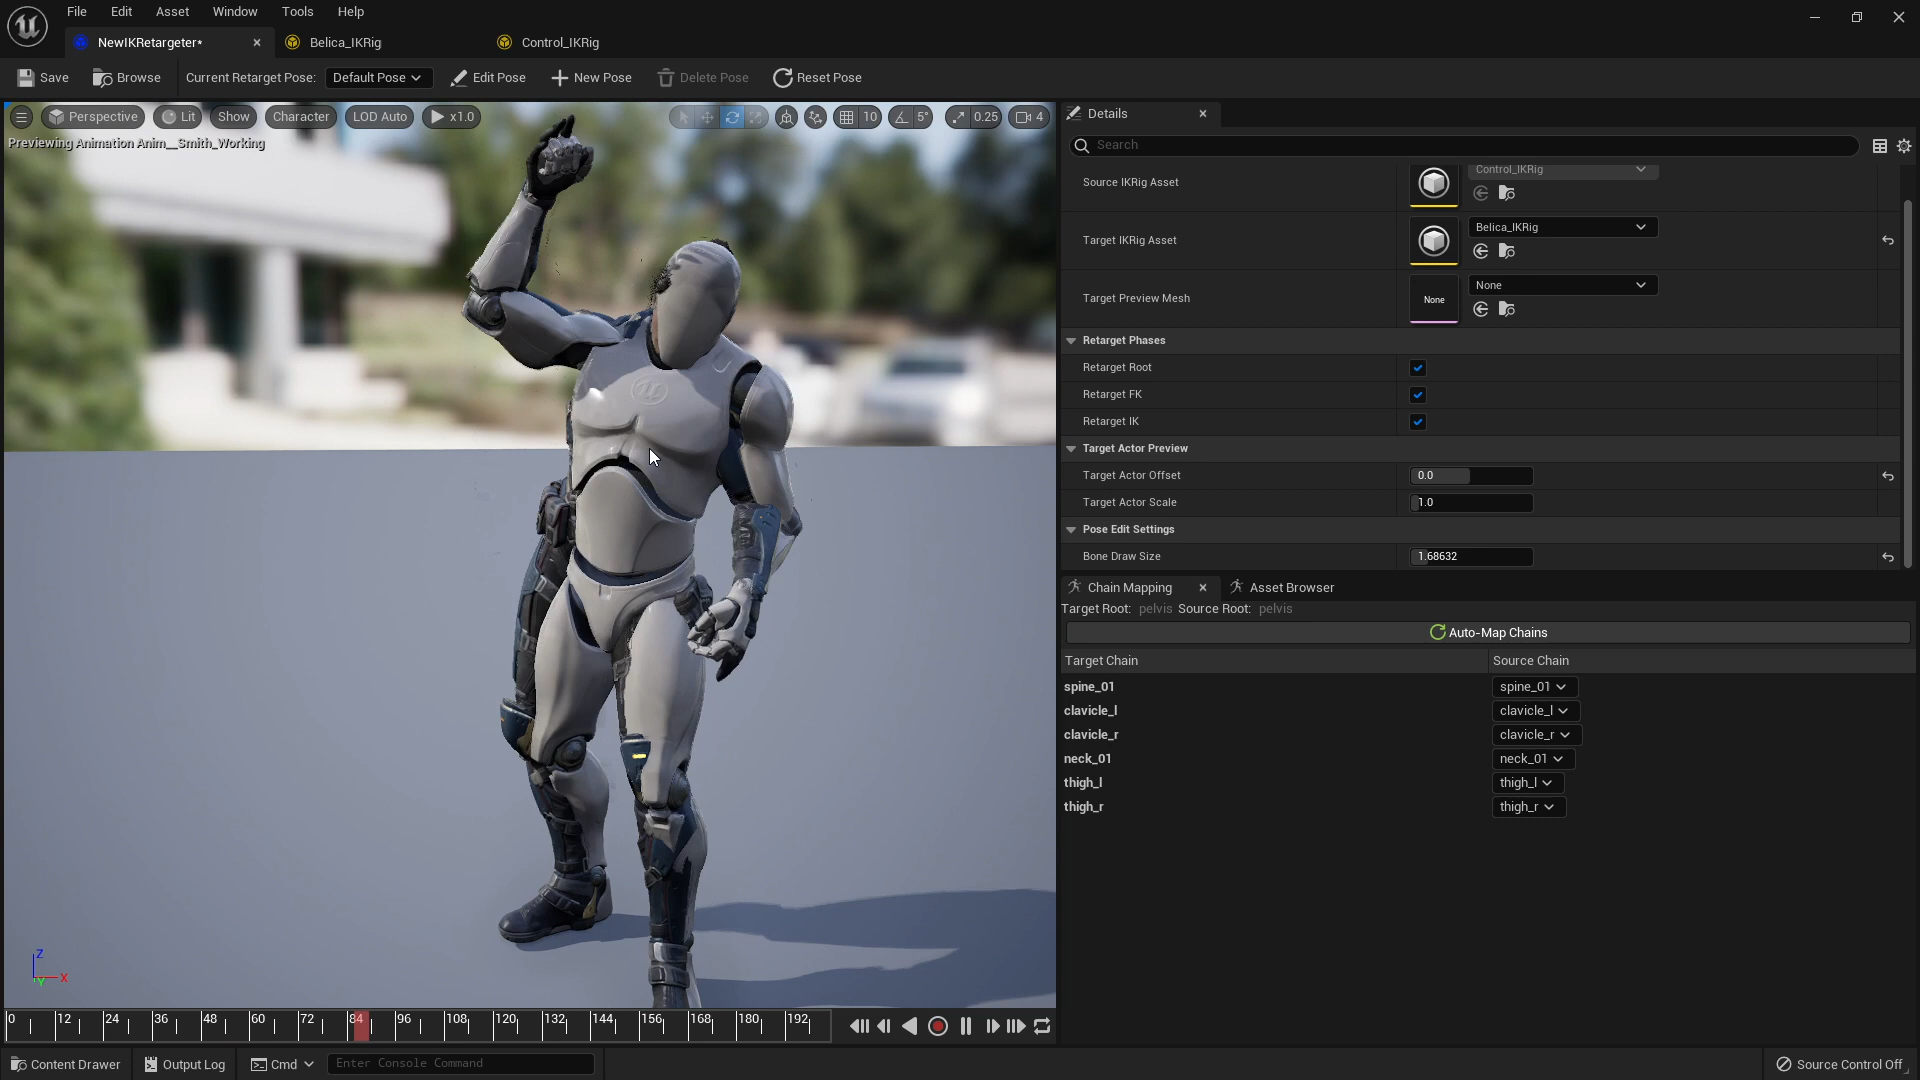 File Edit Asset Window Tools Help
NewIKRetargeter* Belica_IKRig Control_IKRig
Save Browse Current Retarget Pose: Default Pose Edit Pose New Pose Delete Pose Reset Pose
Perspective Lit Show Character LOD Auto x1.0 10 5° 0.25 4
Previewing Animation Anim__Smith_Working
Details
Search
Source IKRig Asset Control_IKRig
Target IKRig Asset Belica_IKRig
Target Preview Mesh None None
Retarget Phases
Retarget Root
Retarget FK
Retarget IK
Target Actor Preview
Target Actor Offset 0.0
Target Actor Scale 1.0
Pose Edit Settings
Bone Draw Size 1.68632
Chain Mapping Asset Browser
Target Root: pelvis Source Root: pelvis
Auto-Map Chains
Target Chain Source Chain
spine_01 spine_01
clavicle_l clavicle_l
clavicle_r clavicle_r
neck_01 neck_01
thigh_l thigh_l
thigh_r thigh_r
Z
X
Y
0 12 24 36 48 60 72 84 96 108 120 132 144 156 168 180 192
Content Drawer Output Log Cmd Enter Console Command Source Control Off